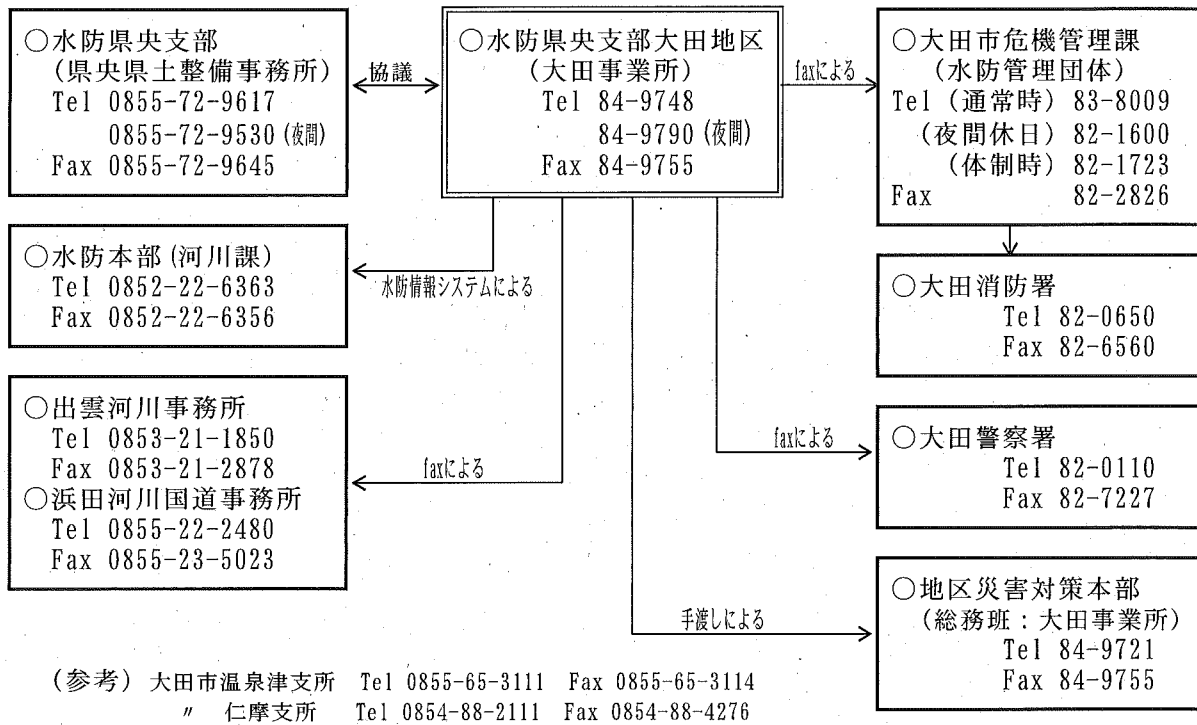 ○水防県央支部
(県央県土整備事務所)
Tel 0855-72-9617
0855-72-9530 (夜間)
Fax 0855-72-9645
協議
○水防県央支部大田地区
(大田事業所)
Tel 84-9748
84-9790 (夜間)
Fax 84-9755
faxによる
○大田市危機管理課
(水防管理団体)
Tel (通常時) 83-8009
(夜間休日) 82-1600
(体制時) 82-1723
Fax 82-2826
○水防本部 (河川課)
Tel 0852-22-6363
Fax 0852-22-6356
水防情報システムによる
○大田消防署
Tel 82-0650
Fax 82-6560
○出雲河川事務所
Tel 0853-21-1850
Fax 0853-21-2878
○浜田河川国道事務所
Tel 0855-22-2480
Fax 0855-23-5023
faxによる
faxによる
○大田警察署
Tel 82-0110
Fax 82-7227
手渡しによる
○地区災害対策本部
(総務班：大田事業所)
Tel 84-9721
Fax 84-9755
(参考) 大田市温泉津支所 Tel 0855-65-3111 Fax 0855-65-3114
〃 仁摩支所 Tel 0854-88-2111 Fax 0854-88-4276